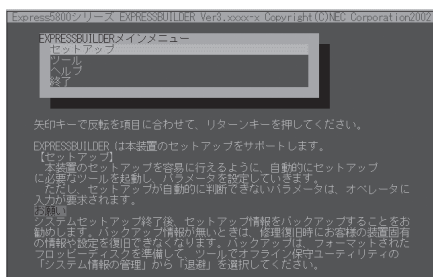 Express5800シリーズ EXPRESSBUILDER Ver3.xxxx-x Copyright(C)NEC Corporation2002
EXPRESSBUILDERメインメニュー
セットアップ
ツール
ヘルプ
終了
矢印キーで反転を項目に合わせて、リターンキーを押してください。
EXPRESSBUILDER は本装置のセットアップをサポートします。
【セットアップ】
本装置のセットアップを容易に行えるように、自動的にセットアップ
に必要なツールを起動し、パラメータを設定していきます。
ただし、セットアップが自動的に判断できないパラメータは、オペレータに
入力が要求されます。
お願い
システムセットアップ終了後、セットアップ情報をバックアップすることをお
勧めします。バックアップ情報が無いときは、修理復旧時にお客様の装置固有
の情報や設定を復旧できなくなります。バックアップは、フォーマットされた
フロッピーディスクを準備して、ツールでオフライン保守ユーティリティの
「システム情報の管理」から「退避」を選択してください。